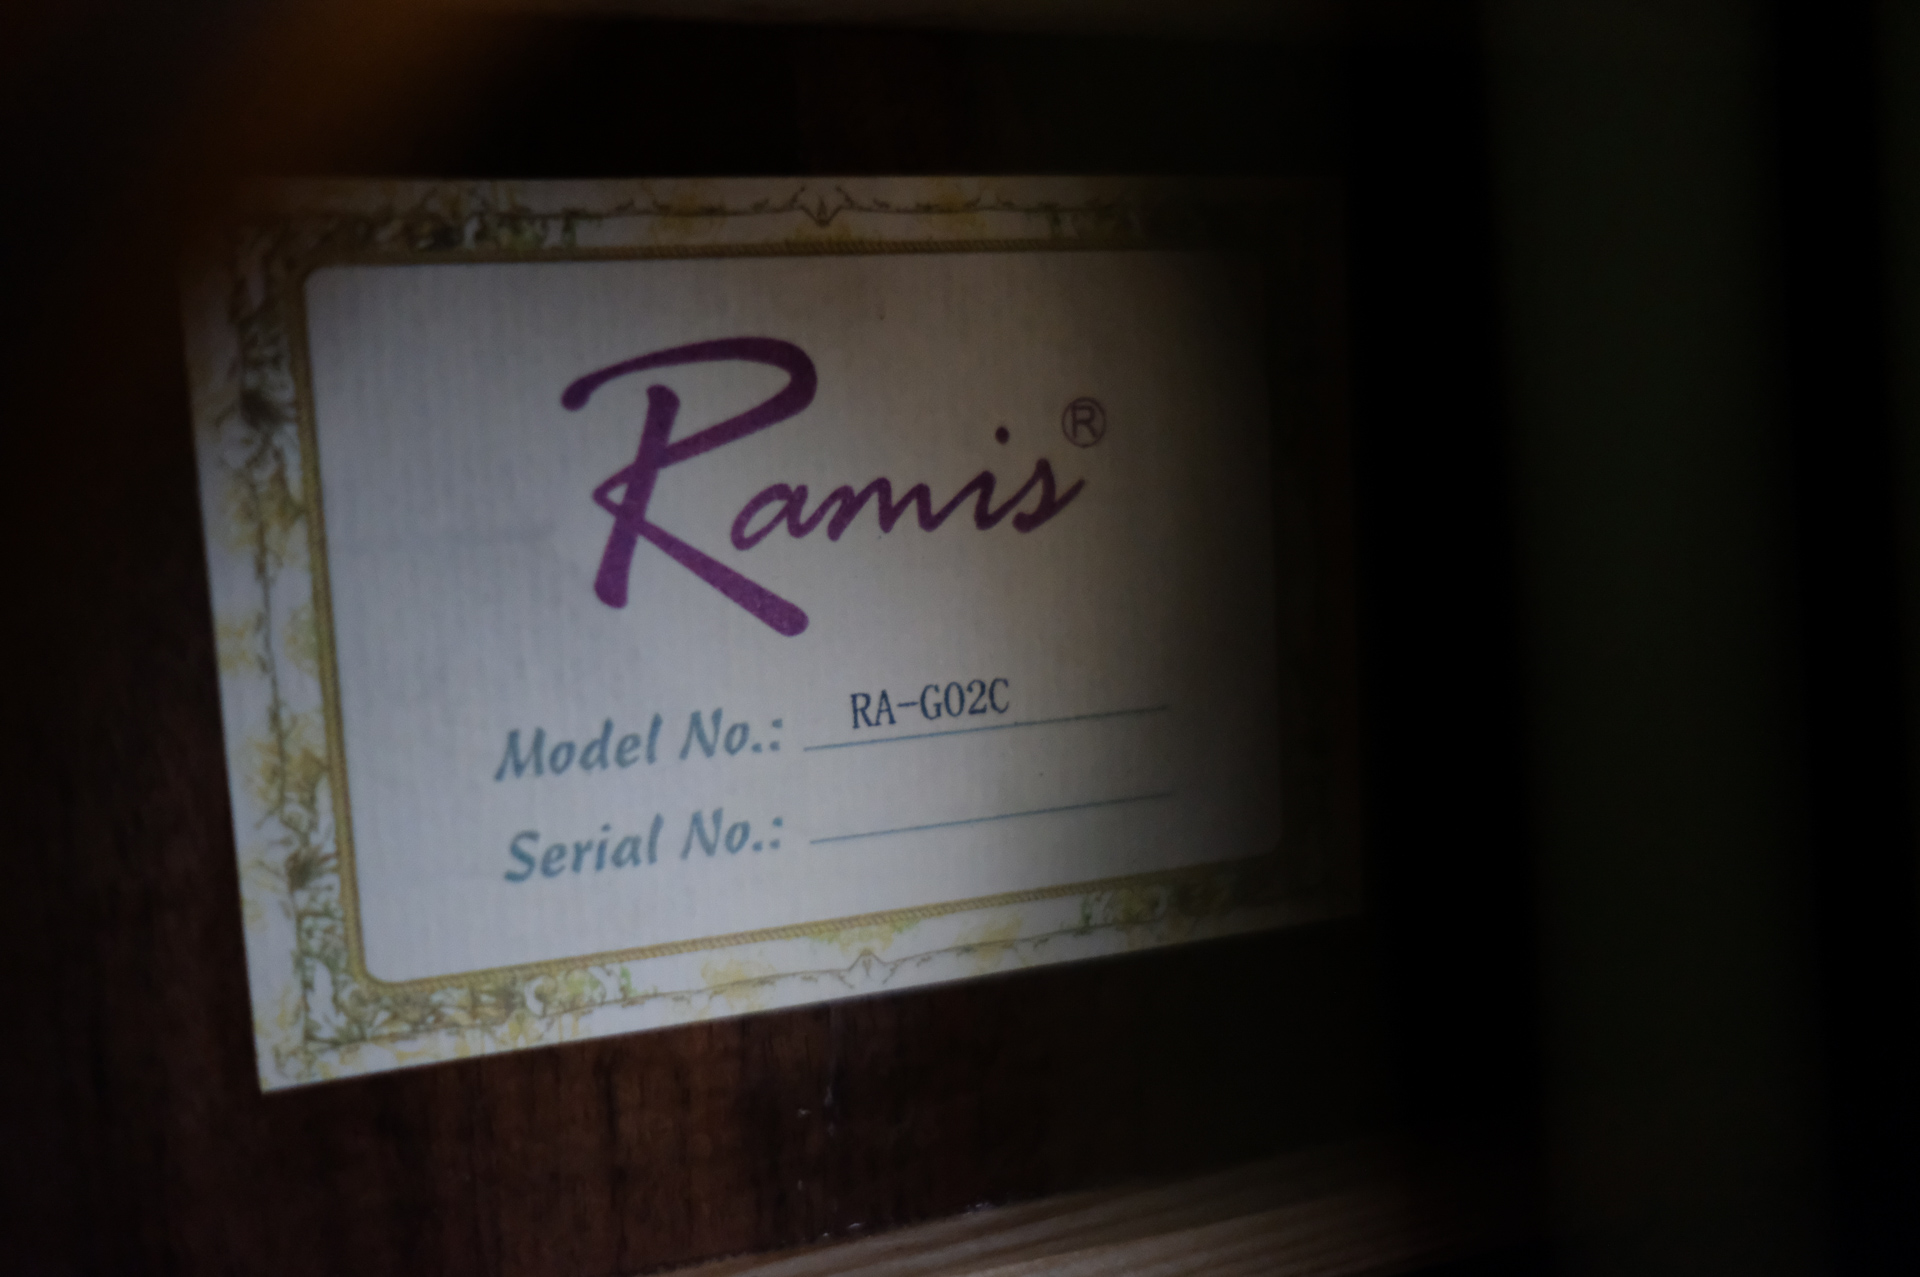 Ramis®
Model No.: RA-G02C
Serial No.: